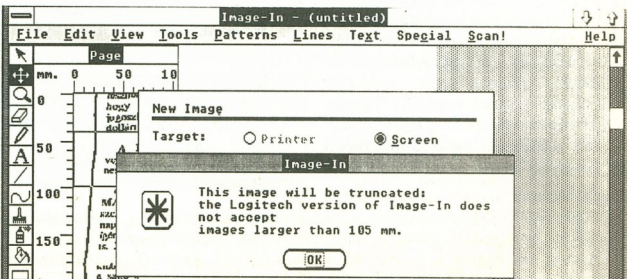 Image-In - (untitled)
File Edit View Tools Patterns Lines Text Special Scan! Help
Page
MM. 0 50 10
0
hogy
New Image
Target: Printer Screen
50
A
Image-In
This image will be truncated:
the Logitech version of Image-In does
not accept
images larger than 105 mm.
100
150
OK